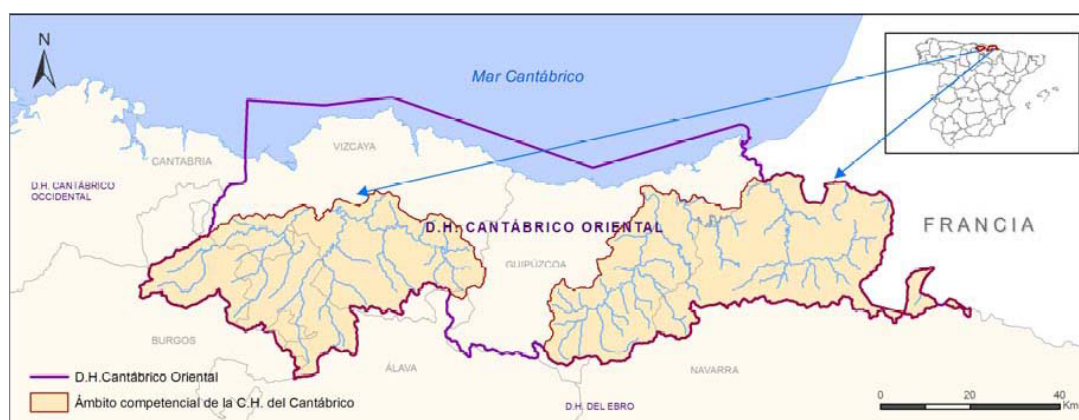 N
Mar Cantábrico
CANTABRIA
VIZCAYA
D.H. CANTÁBRICO
OCCIDENTAL
D.H. CANTÁBRICO ORIENTAL
FRANCIA
GUIPÚZCOA
BURGOS
ÁLAVA
NAVARRA
D.H. DEL EBRO
D.H.Cantábrico Oriental
Ámbito competencial de la C.H. del Cantábrico
0 20 40
Km